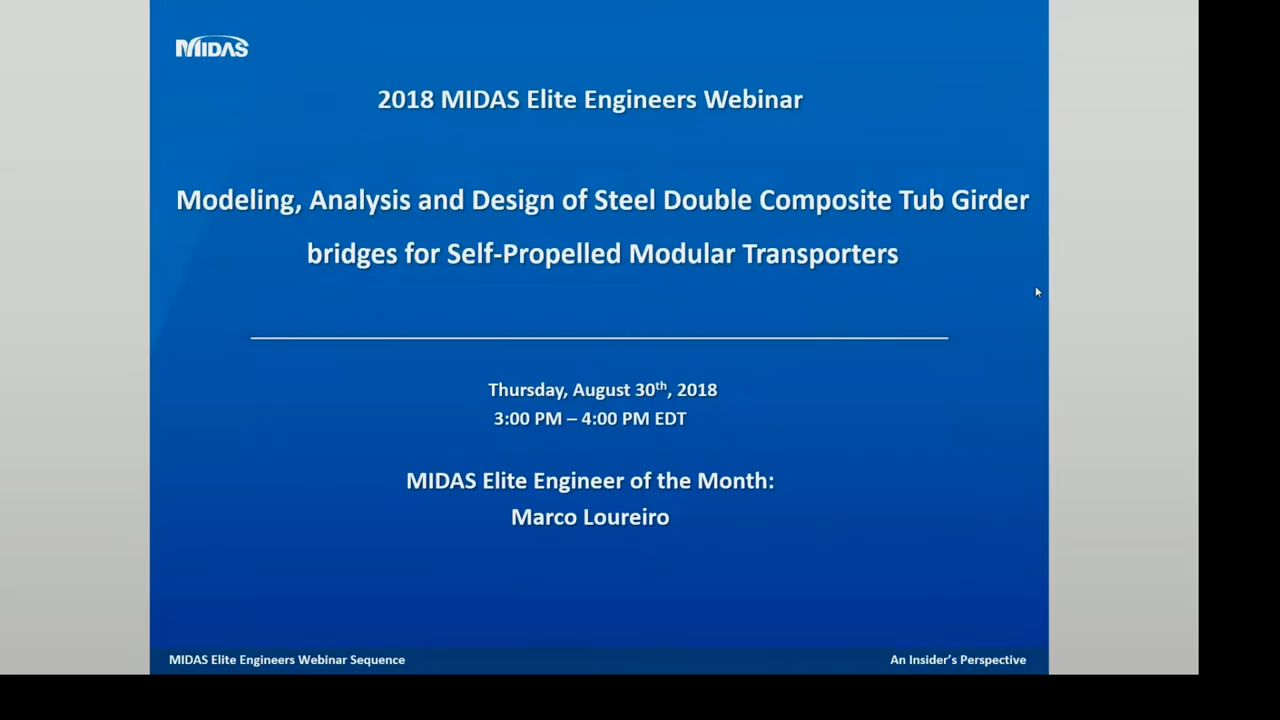 MIDAS
2018 MIDAS Elite Engineers Webinar
Modeling, Analysis and Design of Steel Double Composite Tub Girder
bridges for Self-Propelled Modular Transporters
Thursday, August 30th, 2018
3:00 PM – 4:00 PM EDT
MIDAS Elite Engineer of the Month:
Marco Loureiro
MIDAS Elite Engineers Webinar Sequence
An Insider's Perspective